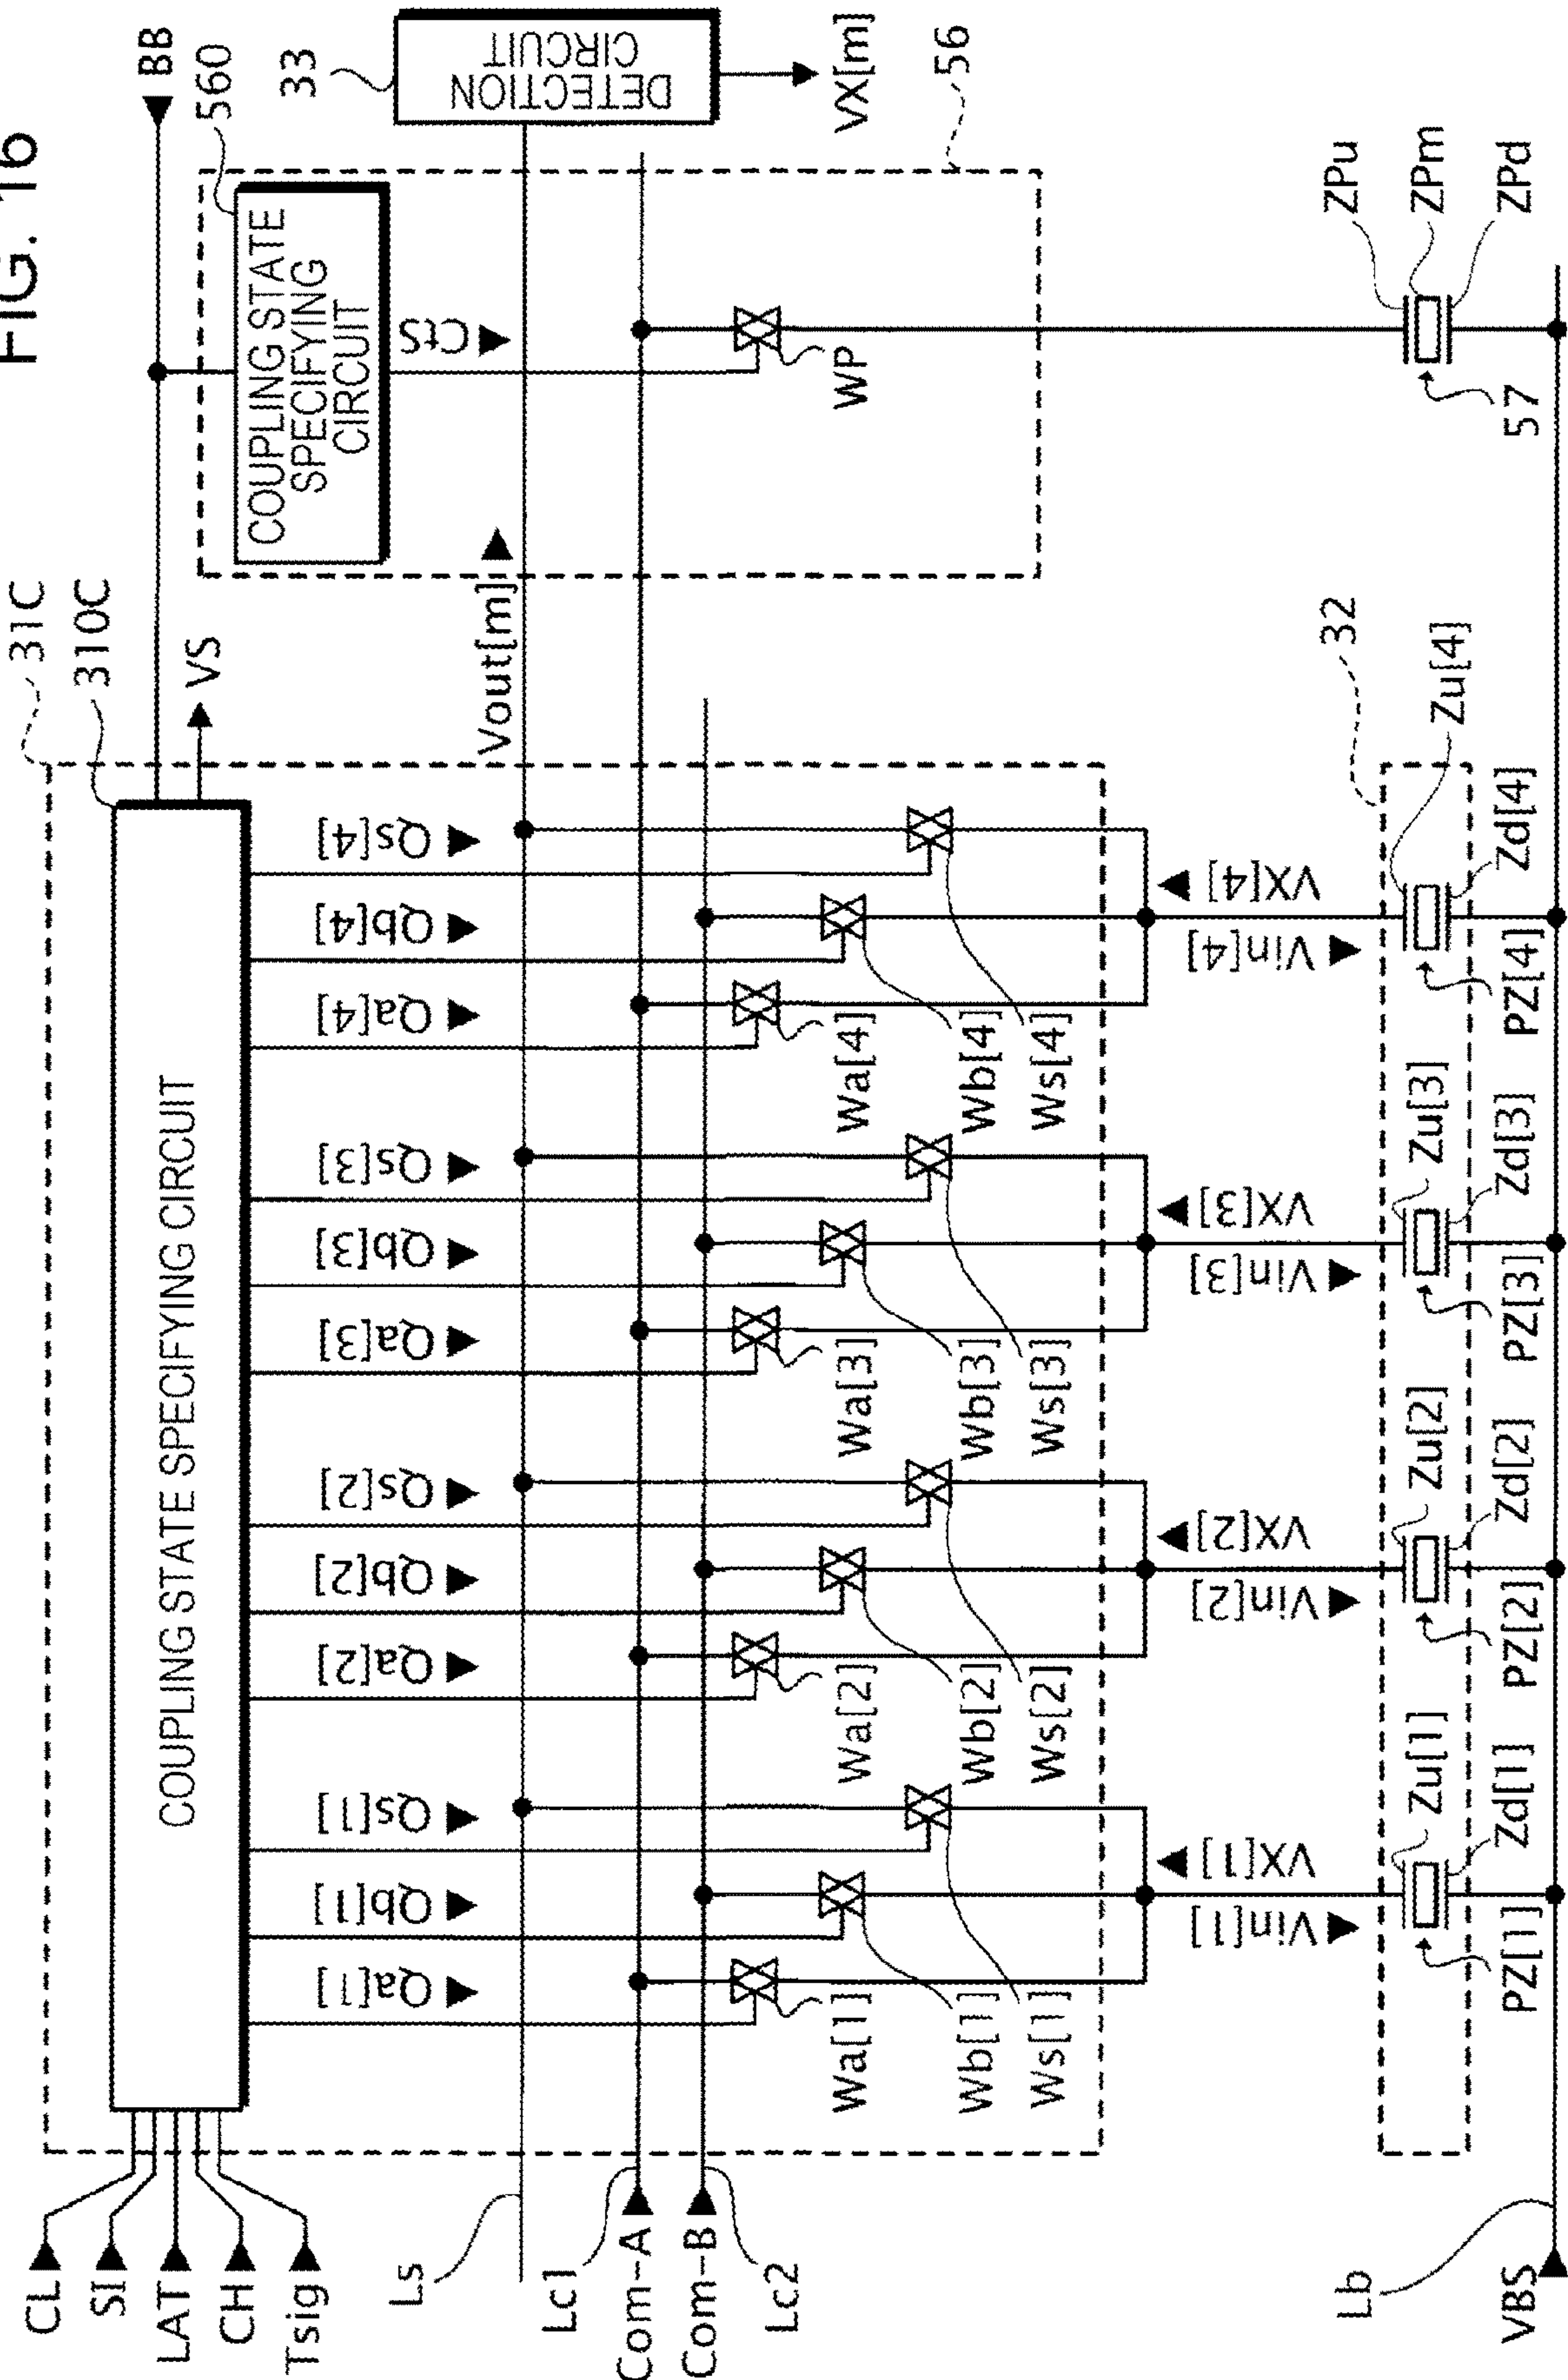 FIG. 16
31C
310C
VS
BB
560
33
CL
SI
LAT
CH
Tsig
COUPLING STATE SPECIFYING CIRCUIT
COUPLING STATE
SPECIFYING
CIRCUIT
DETECTION
CIRCUIT
Qa[1]
Qb[1]
Qs[1]
Qa[2]
Qb[2]
Qs[2]
Qa[3]
Qb[3]
Qs[3]
Qa[4]
Qb[4]
Qs[4]
CtS
Ls
Vout[m]
VX[m]
Lc1
Com-A
Com-B
Lc2
56
Wa[1]
Wb[1]
Ws[1]
Wa[2]
Wb[2]
Ws[2]
Wa[3]
Wb[3]
Ws[3]
Wa[4]
Wb[4]
Ws[4]
WP
Vin[1]
VX[1]
Vin[2]
VX[2]
Vin[3]
VX[3]
Vin[4]
VX[4]
32
Zu[1]
Zu[2]
Zu[3]
Zu[4]
ZPu
ZPm
ZPd
PZ[1]
Zd[1]
PZ[2]
Zd[2]
PZ[3]
Zd[3]
PZ[4]
Zd[4]
57
Lb
VBS